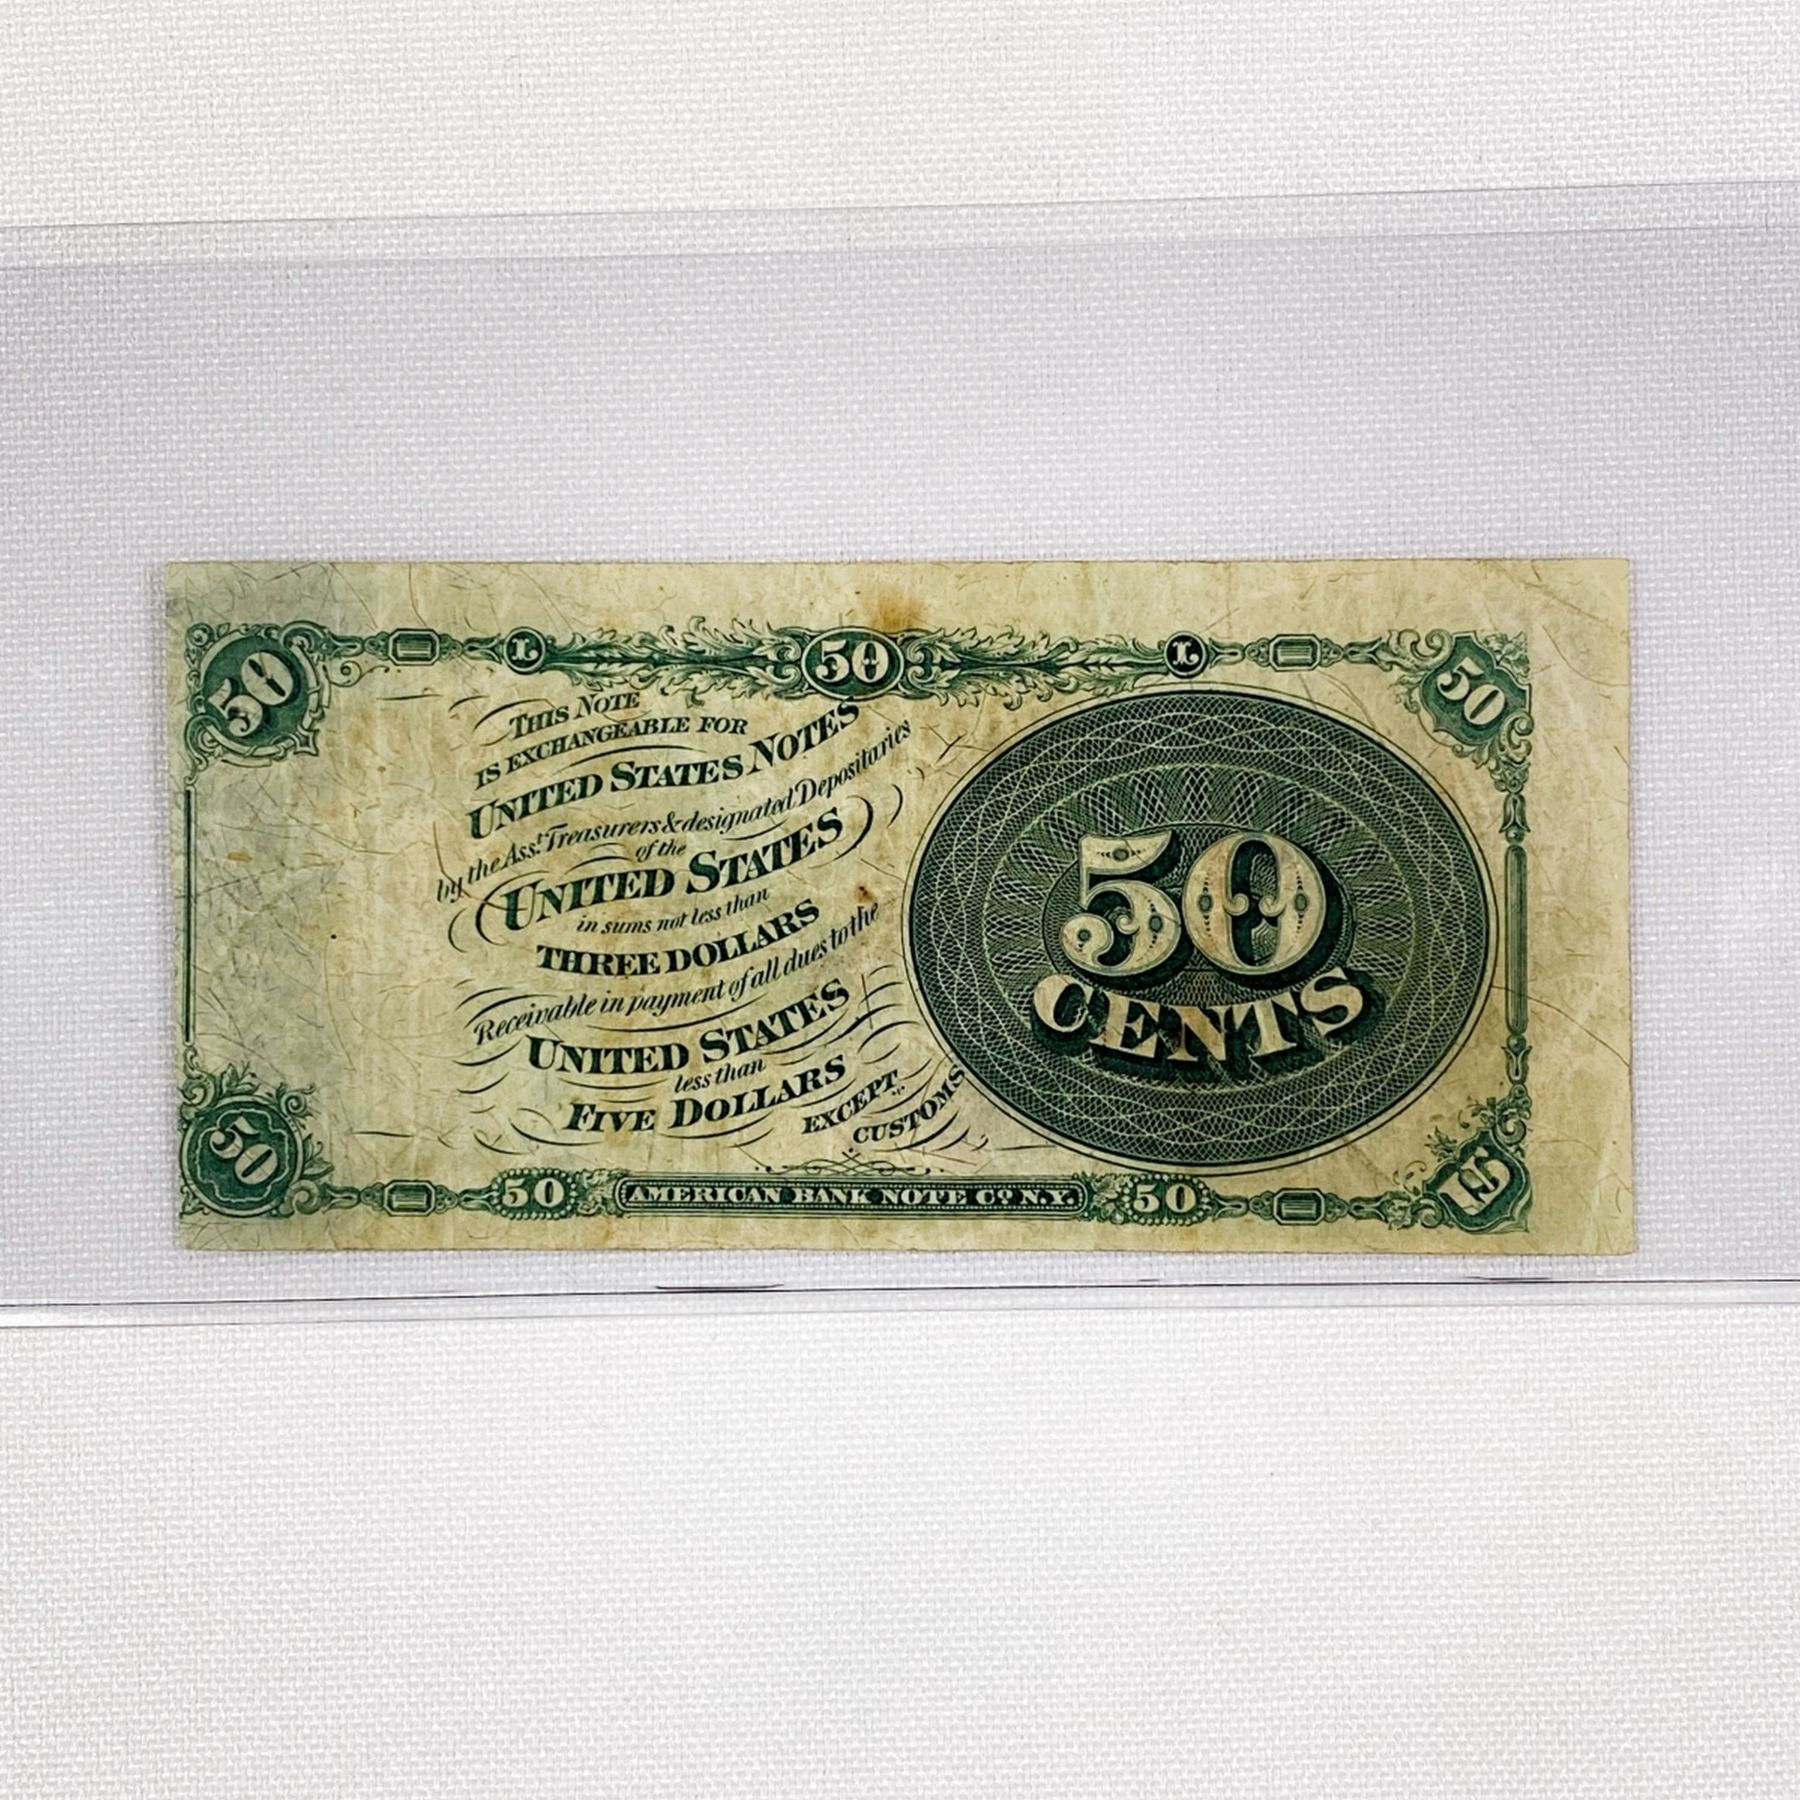 50 L 50 L 50
THIS NOTE
IS EXCHANGEABLE FOR
UNITED STATES NOTES
by the Asst. Treasurers & designated Depositaries
of the
UNITED STATES
in sums not less than
THREE DOLLARS
Receivable in payment of all dues to the
UNITED STATES
less than
FIVE DOLLARS
EXCEPT
CUSTOMS
50
CENTS
50 50 AMERICAN BANK NOTE CO. N.Y. 50